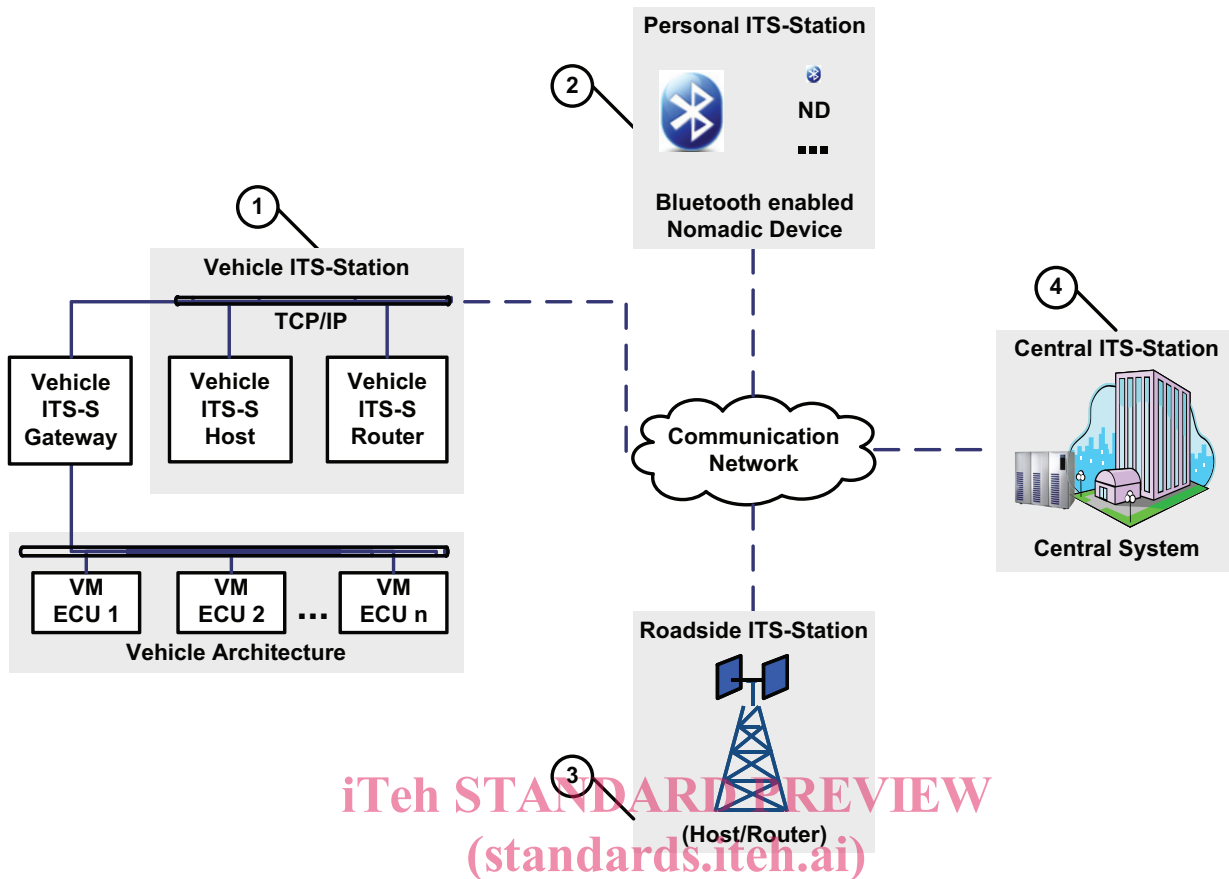 Personal ITS-Station
2
ND
...
Bluetooth enabled
Nomadic Device
1
Vehicle ITS-Station
TCP/IP
Vehicle
ITS-S
Gateway
Vehicle
ITS-S
Host
Vehicle
ITS-S
Router
4
Central ITS-Station
Central System
Communication
Network
VM
ECU 1
VM
ECU 2
...
VM
ECU n
Vehicle Architecture
Roadside ITS-Station
3
(Host/Router)
iTeh STANDARD PREVIEW
(standards.iteh.ai)